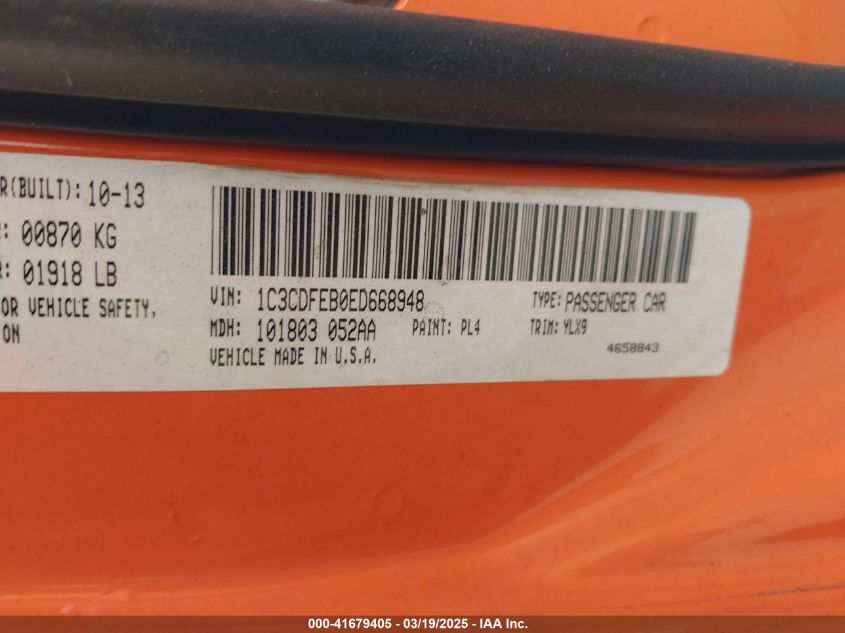 R(BUILT): 10-13
: 00870 KG
R: 01918 LB
OR VEHICLE SAFETY,
ON
VIN: 1C3CDFEB0ED668948 TYPE: PASSENGER CAR
MDH: 101803 052AA PAINT: PL4 TRIM: YLX9
VEHICLE MADE IN U.S.A. 4658843
000-41679405 - 03/19/2025 - IAA Inc.